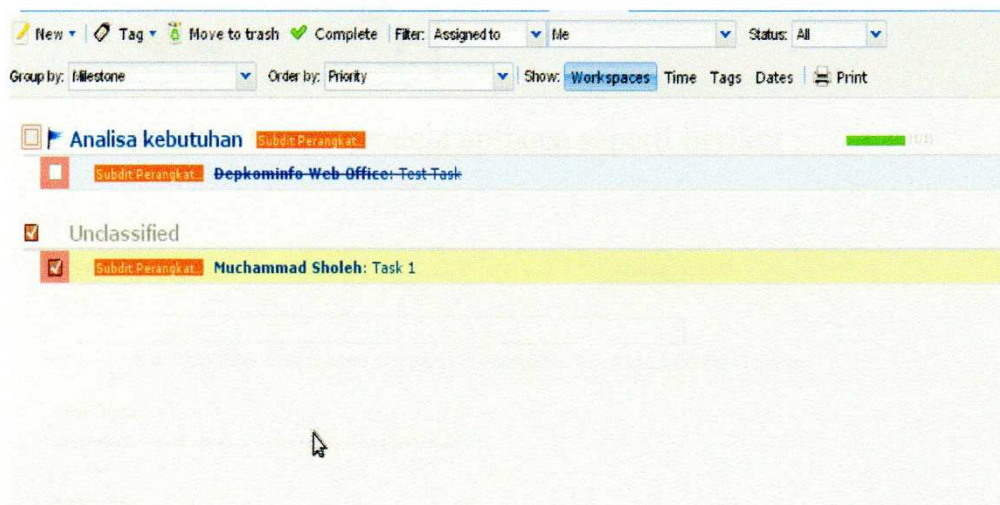 New Tag Move to trash Complete Filter: Assigned to Me Status: All
Group by: Milestone Order by: Priority Show: Workspaces Time Tags Dates Print
Analisa kebutuhan Subdit Perangkat...
Subdit Perangkat... Depkominfo Web Office: Test Task
Unclassified
Subdit Perangkat... Muchammad Sholeh: Task 1